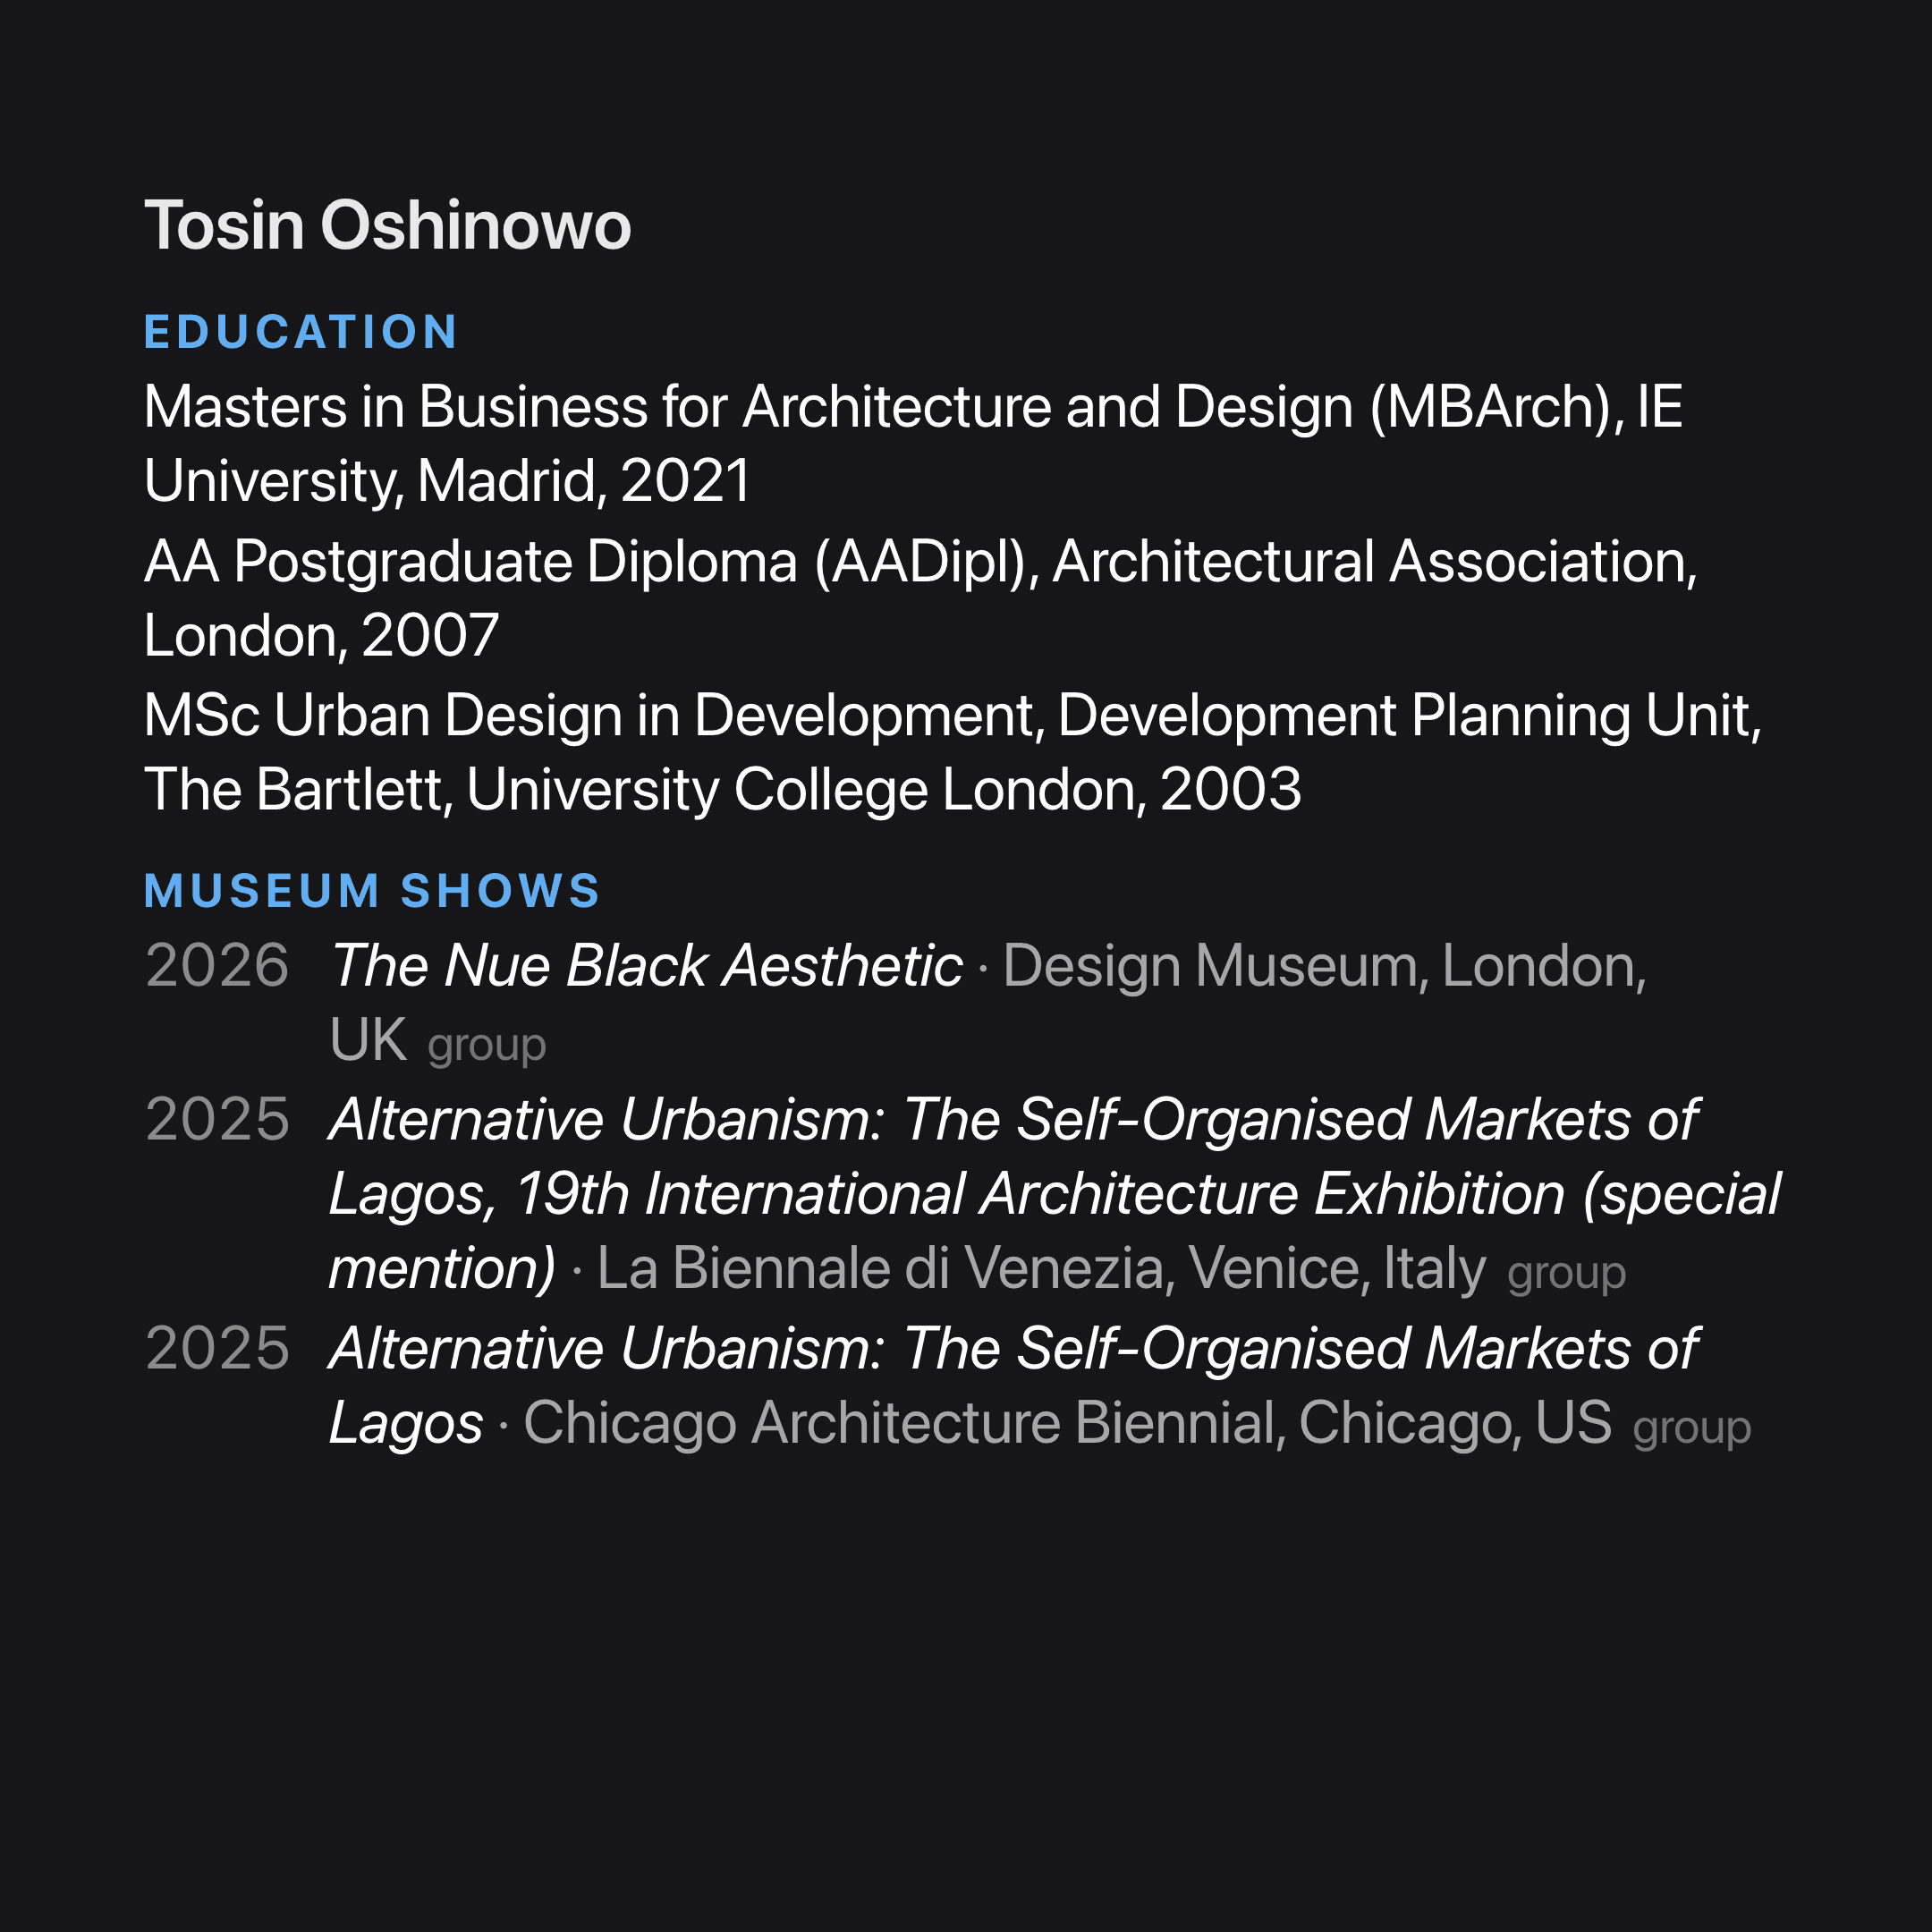 Tosin Oshinowo
EDUCATION
Masters in Business for Architecture and Design (MBArch), IE
University, Madrid, 2021
AA Postgraduate Diploma (AADipl), Architectural Association,
London, 2007
MSc Urban Design in Development, Development Planning Unit,
The Bartlett, University College London, 2003
MUSEUM SHOWS
2026 The Nue Black Aesthetic · Design Museum, London,
UK group
2025 Alternative Urbanism: The Self-Organised Markets of
Lagos, 19th International Architecture Exhibition (special
mention) · La Biennale di Venezia, Venice, Italy group
2025 Alternative Urbanism: The Self-Organised Markets of
Lagos · Chicago Architecture Biennial, Chicago, US group